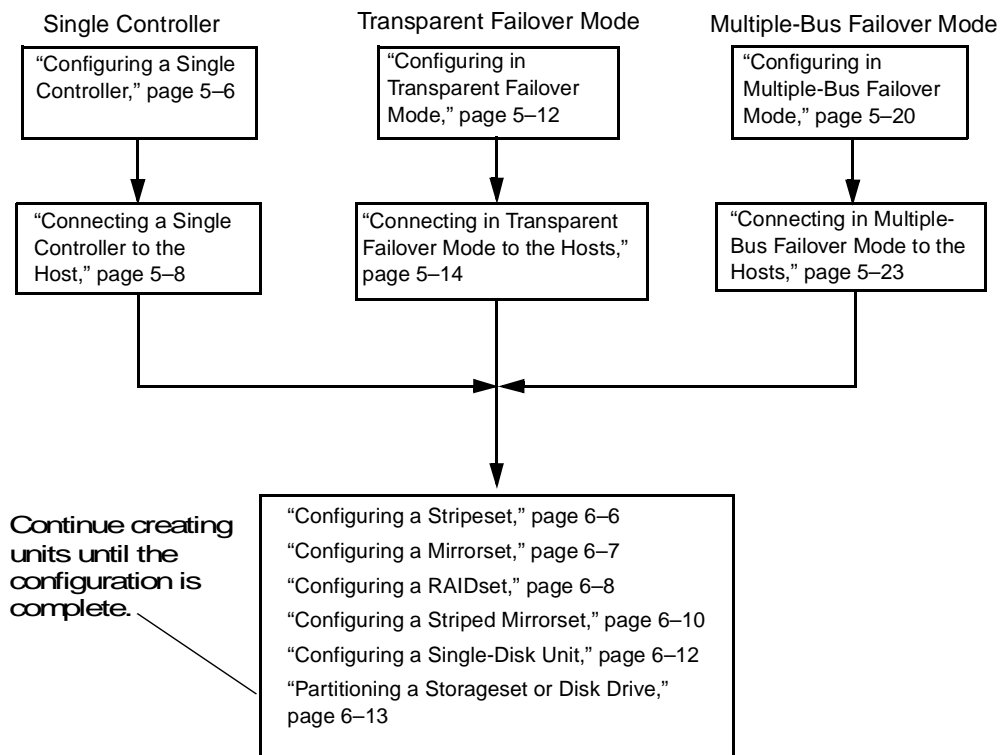 Single Controller
Transparent Failover Mode
Multiple-Bus Failover Mode
“Configuring a Single
Controller,” page 5–6
“Configuring in
Transparent Failover
Mode,” page 5–12
“Configuring in
Multiple-Bus Failover
Mode,” page 5–20
“Connecting a Single
Controller to the
Host,” page 5–8
“Connecting in Transparent
Failover Mode to the Hosts,”
page 5–14
“Connecting in Multiple-
Bus Failover Mode to the
Hosts,” page 5–23
Continue creating
units until the
configuration is
complete.
“Configuring a Stripeset,” page 6–6
“Configuring a Mirrorset,” page 6–7
“Configuring a RAIDset,” page 6–8
“Configuring a Striped Mirrorset,” page 6–10
“Configuring a Single-Disk Unit,” page 6–12
“Partitioning a Storageset or Disk Drive,”
page 6–13